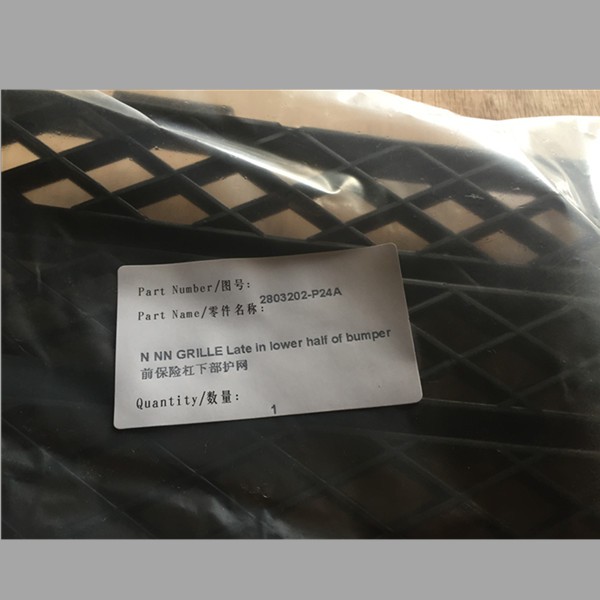 Part Number/图号:
2803202-P24A
Part Name/零件名称:
N NN GRILLE Late in lower half of bumper
前保险杠下部护网
Quantity/数量:
1